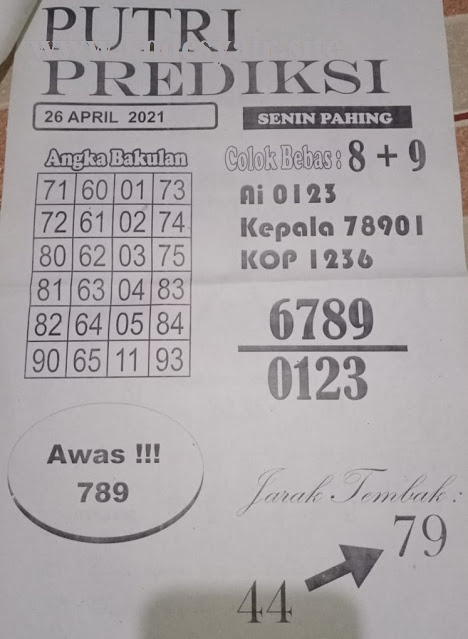 PUTRI
PREDIKSI
26 APRIL 2021
SENIN PAHING
Angka Bakulan
71 60 01 73
72 61 02 74
80 62 03 75
81 63 04 83
82 64 05 84
90 65 11 93
Colok Bebas : 8 + 9
Ai 0123
Kepala 78901
KOP 1236
6789
0123
Awas !!!
789
Jarak Tembak :
79
44